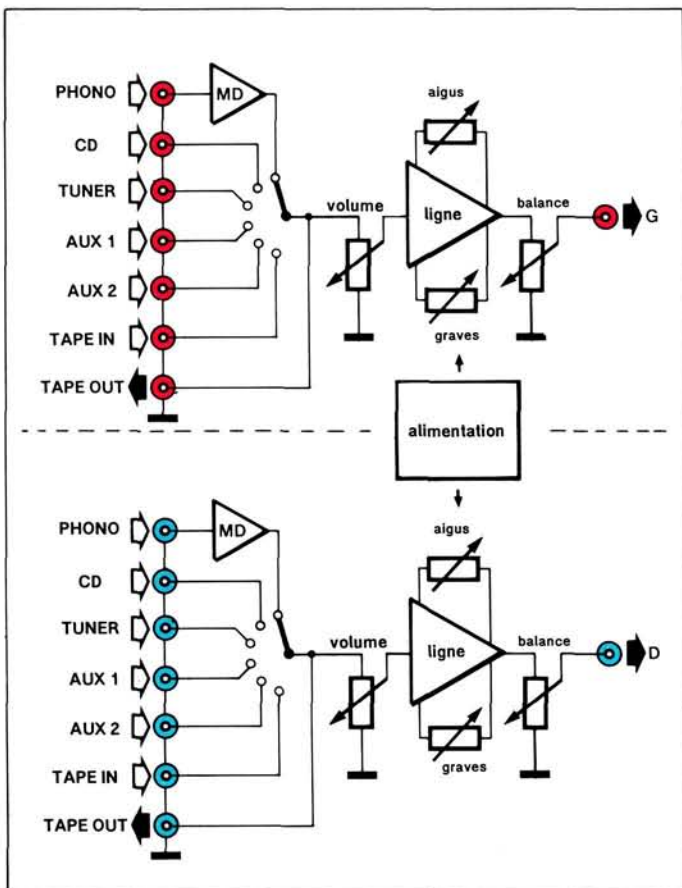 PHONO
MD
aigus
CD
TUNER
volume
ligne
balance
G
AUX 1
AUX 2
graves
TAPE IN
TAPE OUT
alimentation
PHONO
MD
aigus
CD
TUNER
volume
ligne
balance
D
AUX 1
AUX 2
graves
TAPE IN
TAPE OUT